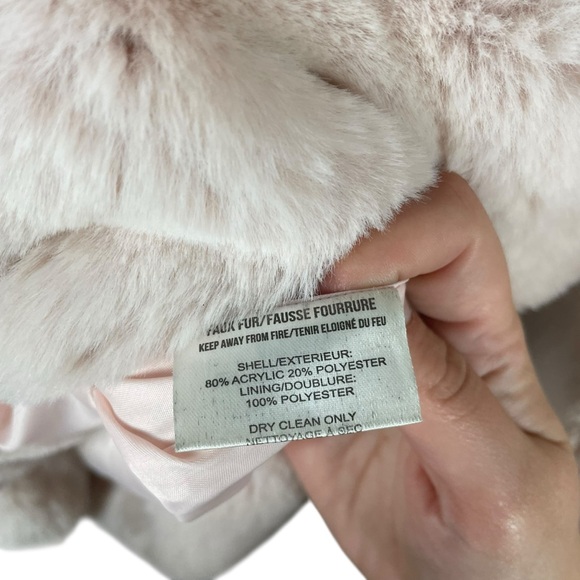 FAUX FUR/FAUSSE FOURRURE
KEEP AWAY FROM FIRE/TENIR ELOIGNÉ DU FEU
SHELL/EXTERIEUR:
80% ACRYLIC 20% POLYESTER
LINING/DOUBLURE:
100% POLYESTER
DRY CLEAN ONLY
NETTOYAGE À SEC